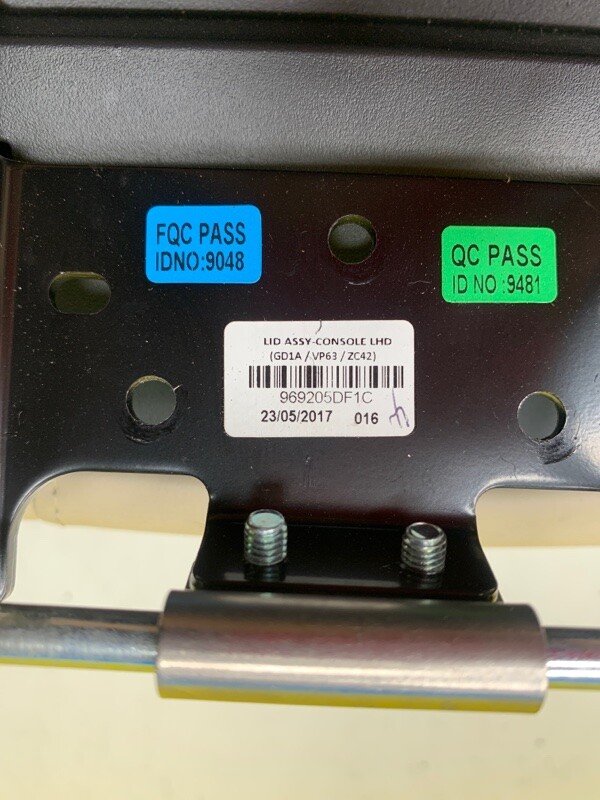 FQC PASS
IDNO:9048
QC PASS
ID NO :9481
LID ASSY-CONSOLE LHD
(GD1A / VP63 / ZC42)
969205DF1C
23/05/2017 016